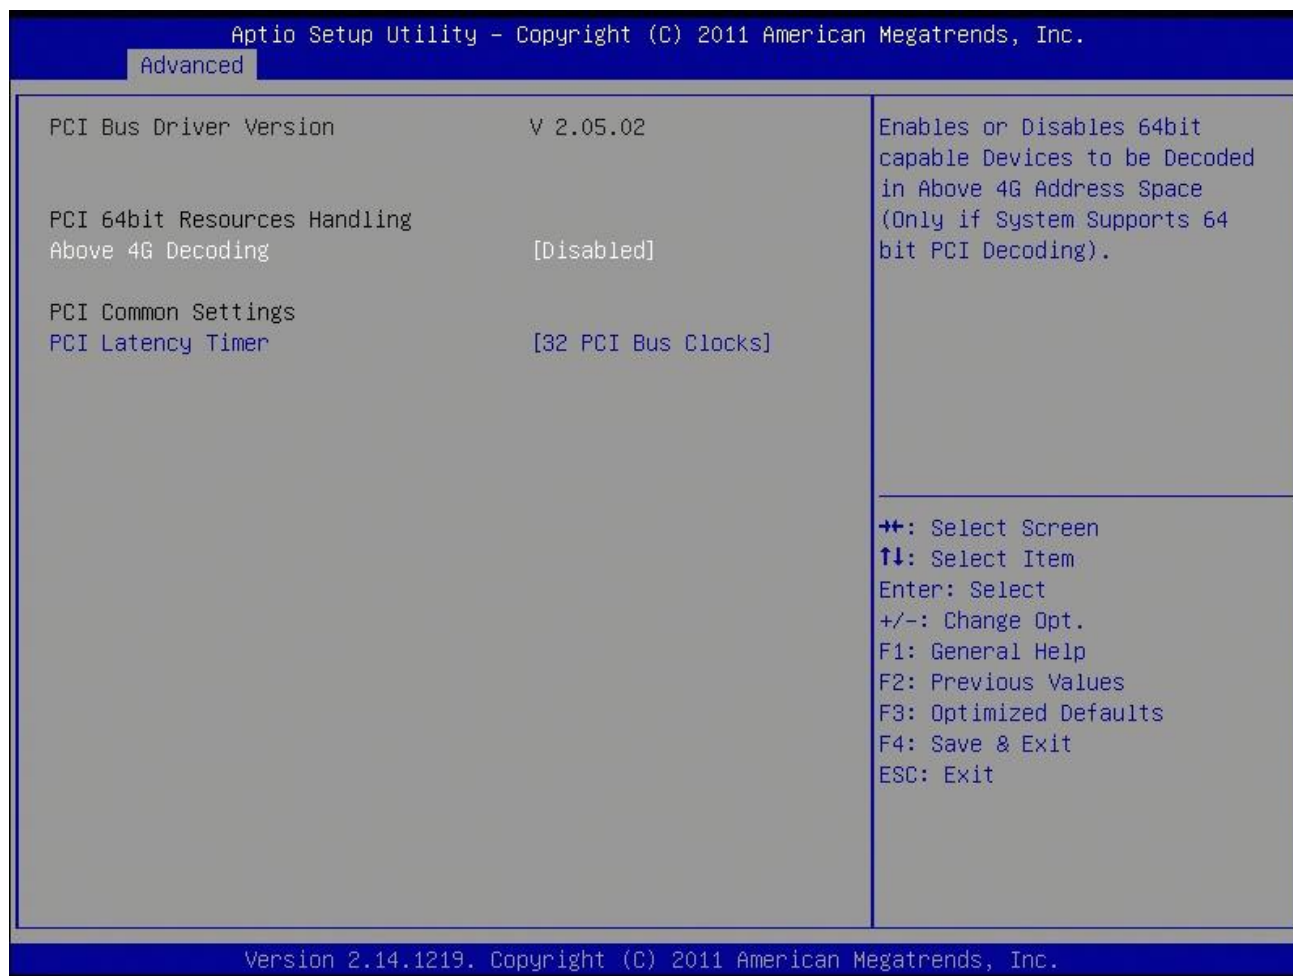 Aptio Setup Utility – Copyright (C) 2011 American Megatrends, Inc.
Advanced
PCI Bus Driver Version V 2.05.02
PCI 64bit Resources Handling
Above 4G Decoding [Disabled]
PCI Common Settings
PCI Latency Timer [32 PCI Bus Clocks]
Enables or Disables 64bit
capable Devices to be Decoded
in Above 4G Address Space
(Only if System Supports 64
bit PCI Decoding).
→←: Select Screen
↑↓: Select Item
Enter: Select
+/-: Change Opt.
F1: General Help
F2: Previous Values
F3: Optimized Defaults
F4: Save & Exit
ESC: Exit
Version 2.14.1219. Copyright (C) 2011 American Megatrends, Inc.